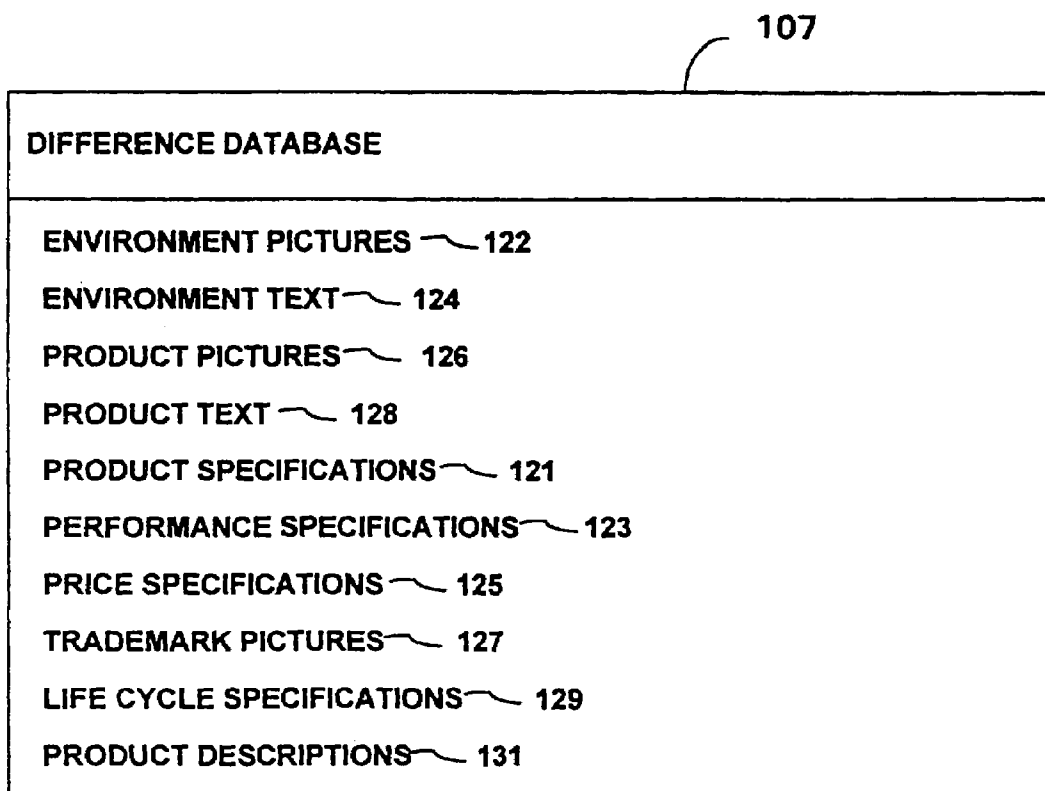 107
DIFFERENCE DATABASE
ENVIRONMENT PICTURES 122
ENVIRONMENT TEXT 124
PRODUCT PICTURES 126
PRODUCT TEXT 128
PRODUCT SPECIFICATIONS 121
PERFORMANCE SPECIFICATIONS 123
PRICE SPECIFICATIONS 125
TRADEMARK PICTURES 127
LIFE CYCLE SPECIFICATIONS 129
PRODUCT DESCRIPTIONS 131